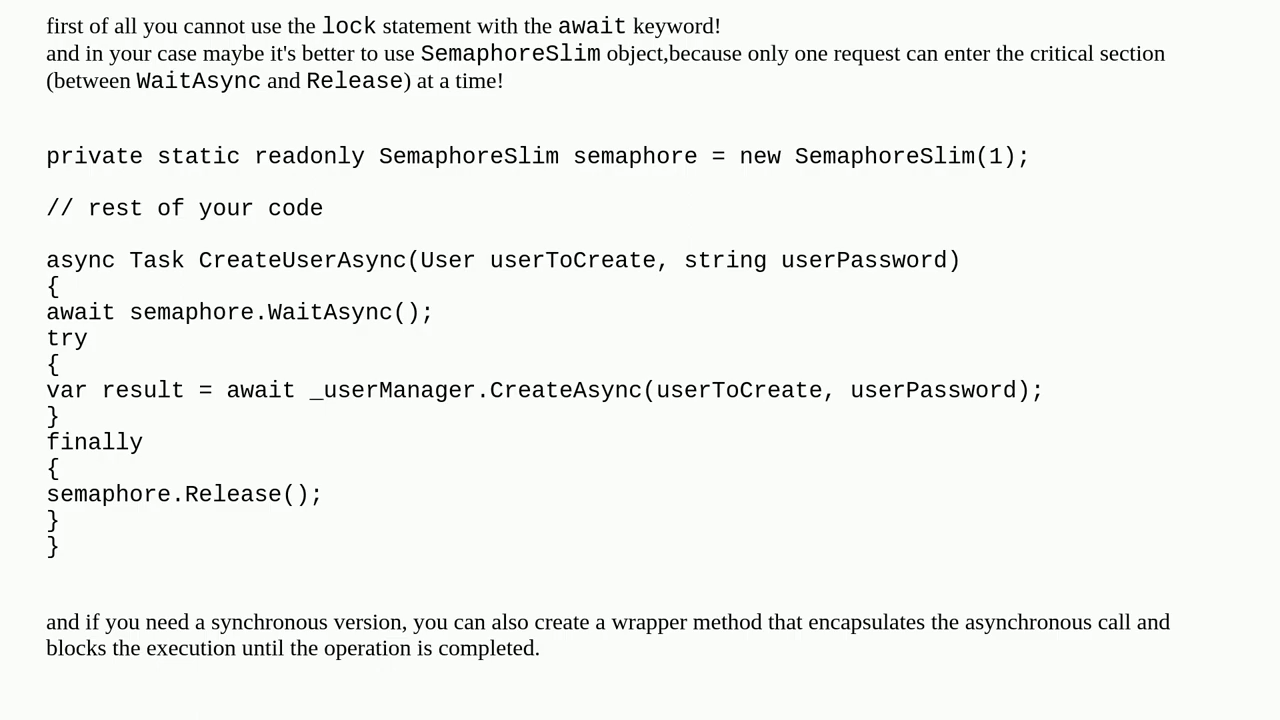 first of all you cannot use the lock statement with the await keyword!
and in your case maybe it's better to use SemaphoreSlim object,because only one request can enter the critical section
(between WaitAsync and Release) at a time!
private static readonly SemaphoreSlim semaphore = new SemaphoreSlim(1);
// rest of your code
async Task CreateUserAsync(User userToCreate, string userPassword)
{
await semaphore.WaitAsync();
try
{
var result = await _userManager.CreateAsync(userToCreate, userPassword);
}
finally
{
semaphore.Release();
}
}
and if you need a synchronous version, you can also create a wrapper method that encapsulates the asynchronous call and
blocks the execution until the operation is completed.